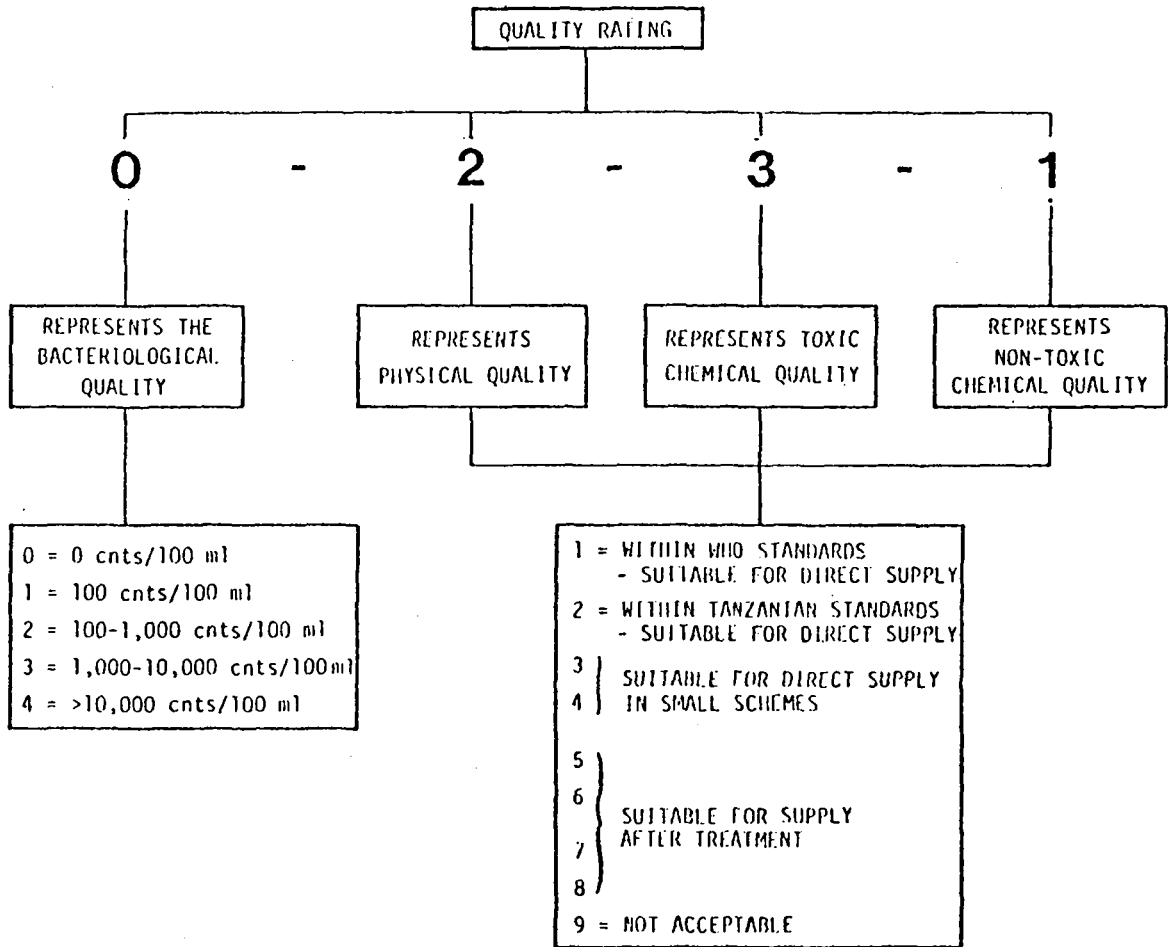 QUALITY RATING
0 - 2 - 3 - 1
REPRESENTS THE
BACTERIOLOGICAL
QUALITY
REPRESENTS
PHYSICAL QUALITY
REPRESENTS TOXIC
CHEMICAL QUALITY
REPRESENTS
NON-TOXIC
CHEMICAL QUALITY
0 = 0 cnts/100 ml
1 = 100 cnts/100 ml
2 = 100-1,000 cnts/100 ml
3 = 1,000-10,000 cnts/100ml
4 = >10,000 cnts/100 ml
1 = WITHIN WHO STANDARDS
- SUITABLE FOR DIRECT SUPPLY
2 = WITHIN TANZANIAN STANDARDS
- SUITABLE FOR DIRECT SUPPLY
3
4
SUITABLE FOR DIRECT SUPPLY
IN SMALL SCHEMES
5
6
7
8
SUITABLE FOR SUPPLY
AFTER TREATMENT
9 = NOT ACCEPTABLE